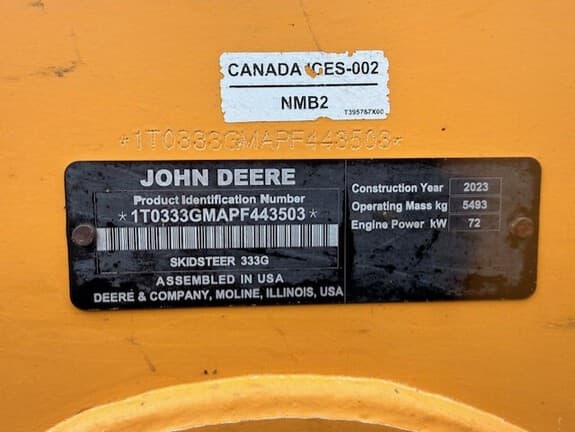 CANADA ICES-002
NMB2
T395787X00
*1T0333GMAPF443503*
JOHN DEERE
Product Identification Number
*1T0333GMAPF443503*
SKIDSTEER 333G
ASSEMBLED IN USA
DEERE & COMPANY, MOLINE, ILLINOIS, USA
Construction Year 2023
Operating Mass kg 5493
Engine Power kW 72